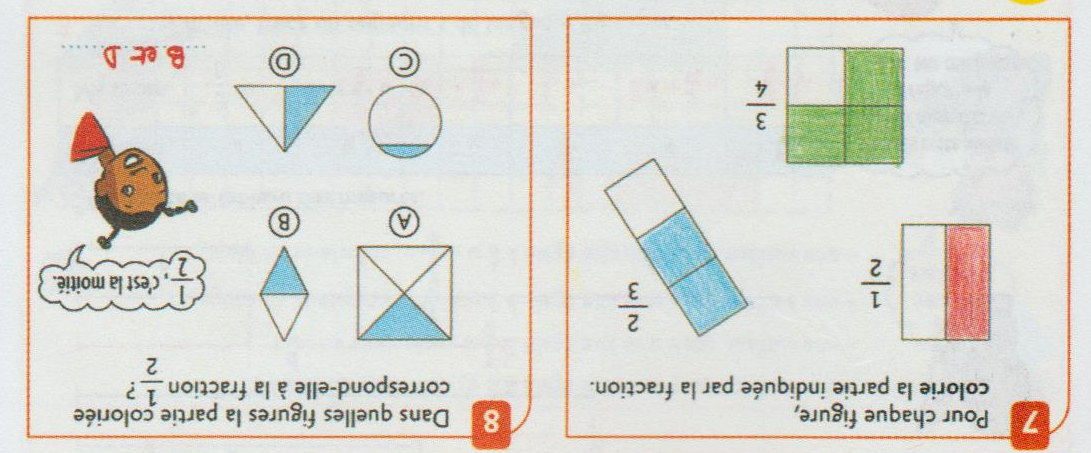 7
Pour chaque figure,
colorie la partie indiquée par la fraction.
1/2
2/3
3/4
8
Dans quelles figures la partie coloriée
correspond-elle à la fraction 1/2 ?
A
B
1/2, c'est la moitié.
C
D
B et D